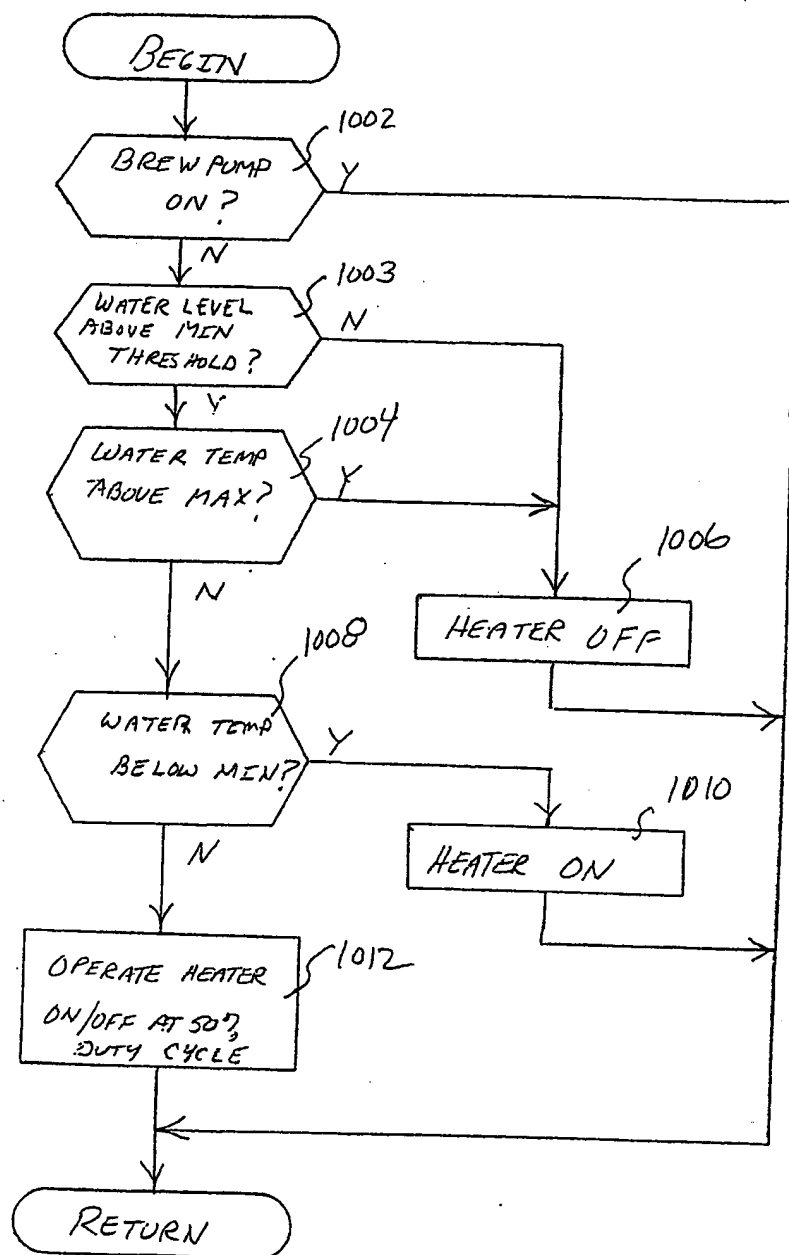 BEGIN
1002
BREW PUMP
ON?
Y
N
1003
WATER LEVEL
ABOVE MIN
THRESHOLD?
N
Y
1004
WATER TEMP
ABOVE MAX?
Y
N
1006
HEATER OFF
1008
WATER TEMP
BELOW MIN?
Y
N
1010
HEATER ON
1012
OPERATE HEATER
ON/OFF AT 50%
DUTY CYCLE
RETURN